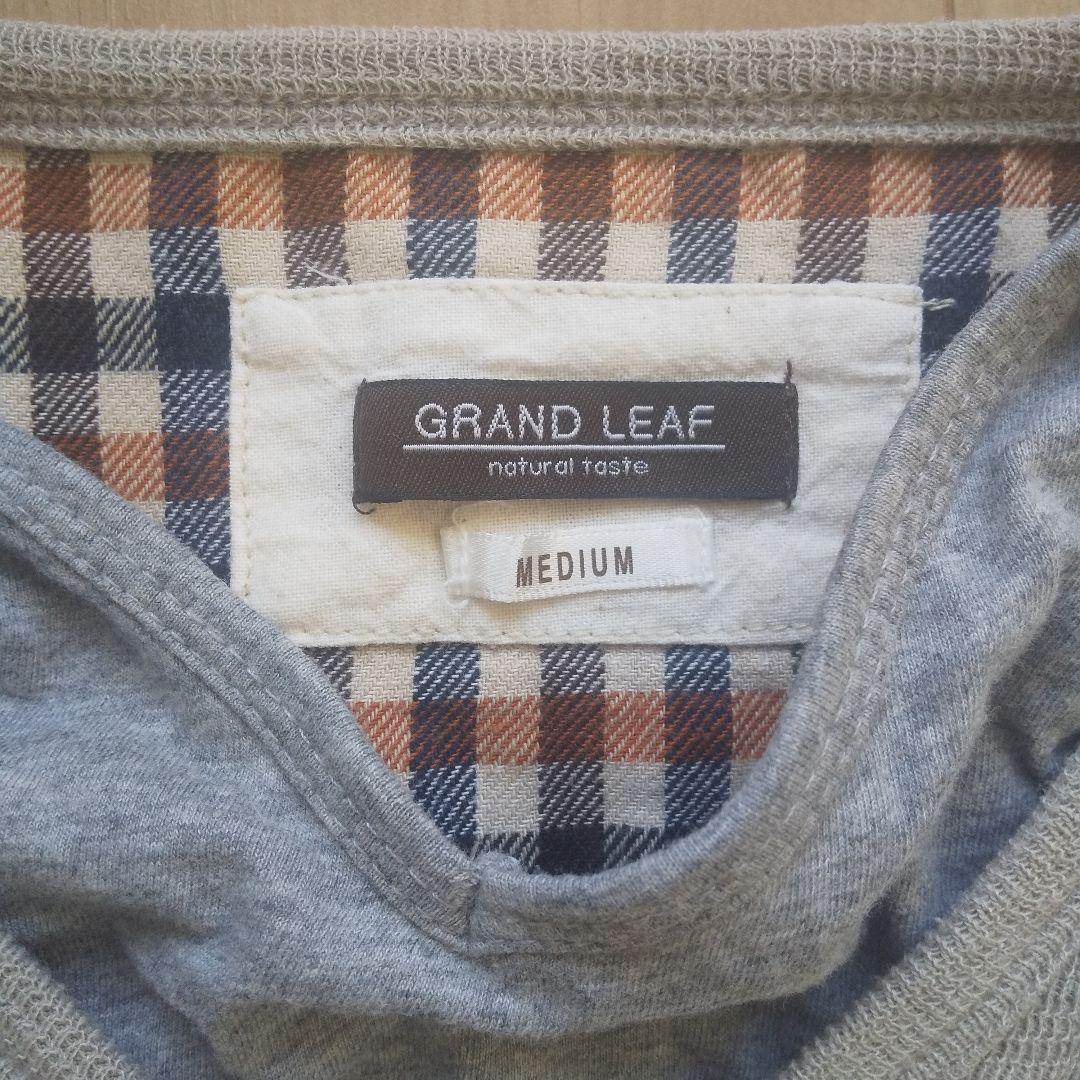 GRAND LEAF
natural taste
MEDIUM